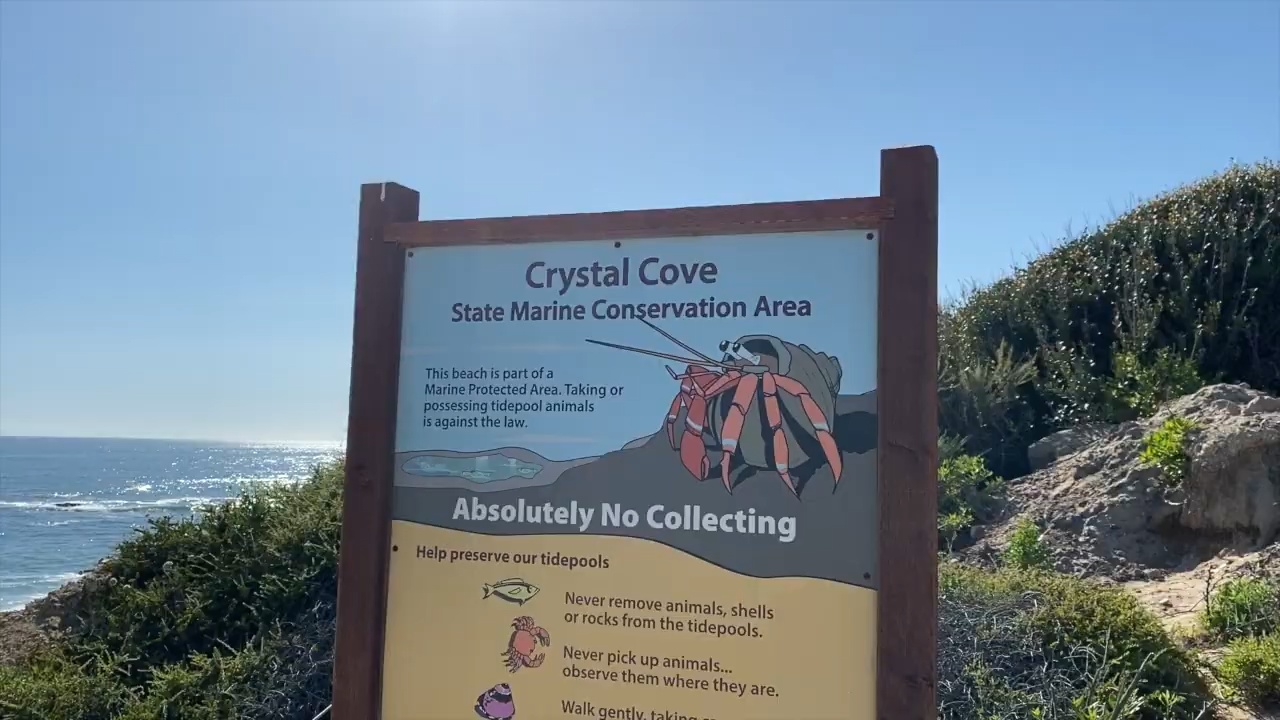 Crystal Cove
State Marine Conservation Area
This beach is part of a
Marine Protected Area. Taking or
possessing tidepool animals
is against the law.
Absolutely No Collecting
Help preserve our tidepools
Never remove animals, shells
or rocks from the tidepools.
Never pick up animals...
observe them where they are.
Walk gently, taking